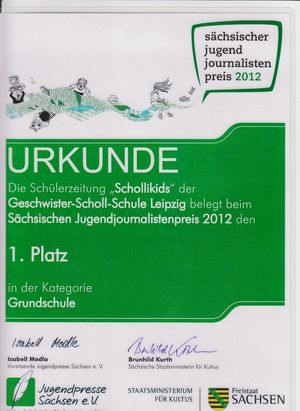 sächsischer
jugend
journalisten
preis 2012
URKUNDE
Die Schülerzeitung „Schollikids“ der
Geschwister-Scholl-Schule Leipzig belegt beim
Sächsischen Jugendjournalistenpreis 2012 den
1. Platz
in der Kategorie
Grundschule
Isabell Modla
Brunhild Kurth
Isabell Modla
Vorsitzende Jugendpresse Sachsen e. V.
Brunhild Kurth
Sächsische Staatsministerin für Kultus
Jugendpresse
Sachsen e.V.
STAATSMINISTERIUM
FÜR KULTUS
Freistaat
SACHSEN